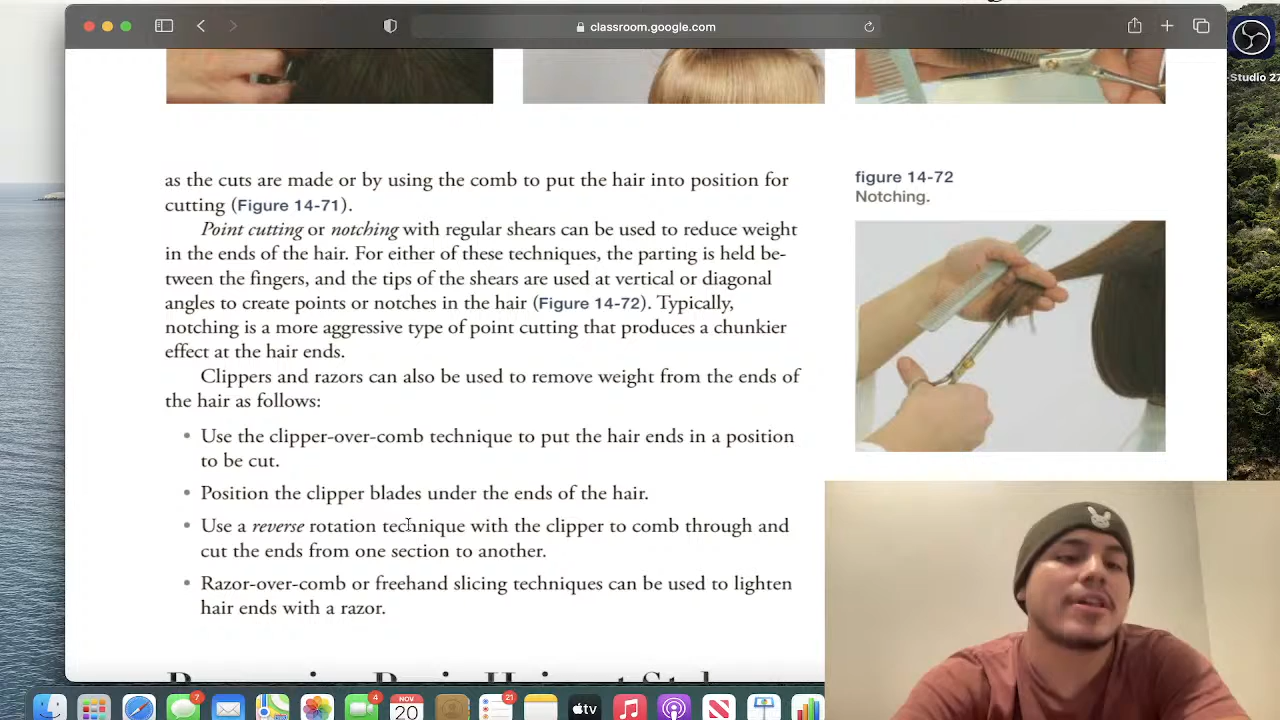 classroom.google.com
-Studio 27
as the cuts are made or by using the comb to put the hair into position for
cutting (Figure 14-71).
Point cutting or notching with regular shears can be used to reduce weight
in the ends of the hair. For either of these techniques, the parting is held be-
tween the fingers, and the tips of the shears are used at vertical or diagonal
angles to create points or notches in the hair (Figure 14-72). Typically,
notching is a more aggressive type of point cutting that produces a chunkier
effect at the hair ends.
Clippers and razors can also be used to remove weight from the ends of
the hair as follows:
• Use the clipper-over-comb technique to put the hair ends in a position
to be cut.
• Position the clipper blades under the ends of the hair.
• Use a reverse rotation technique with the clipper to comb through and
cut the ends from one section to another.
• Razor-over-comb or freehand slicing techniques can be used to lighten
hair ends with a razor.
figure 14-72
Notching.
7
4
NOV
20
21
tv